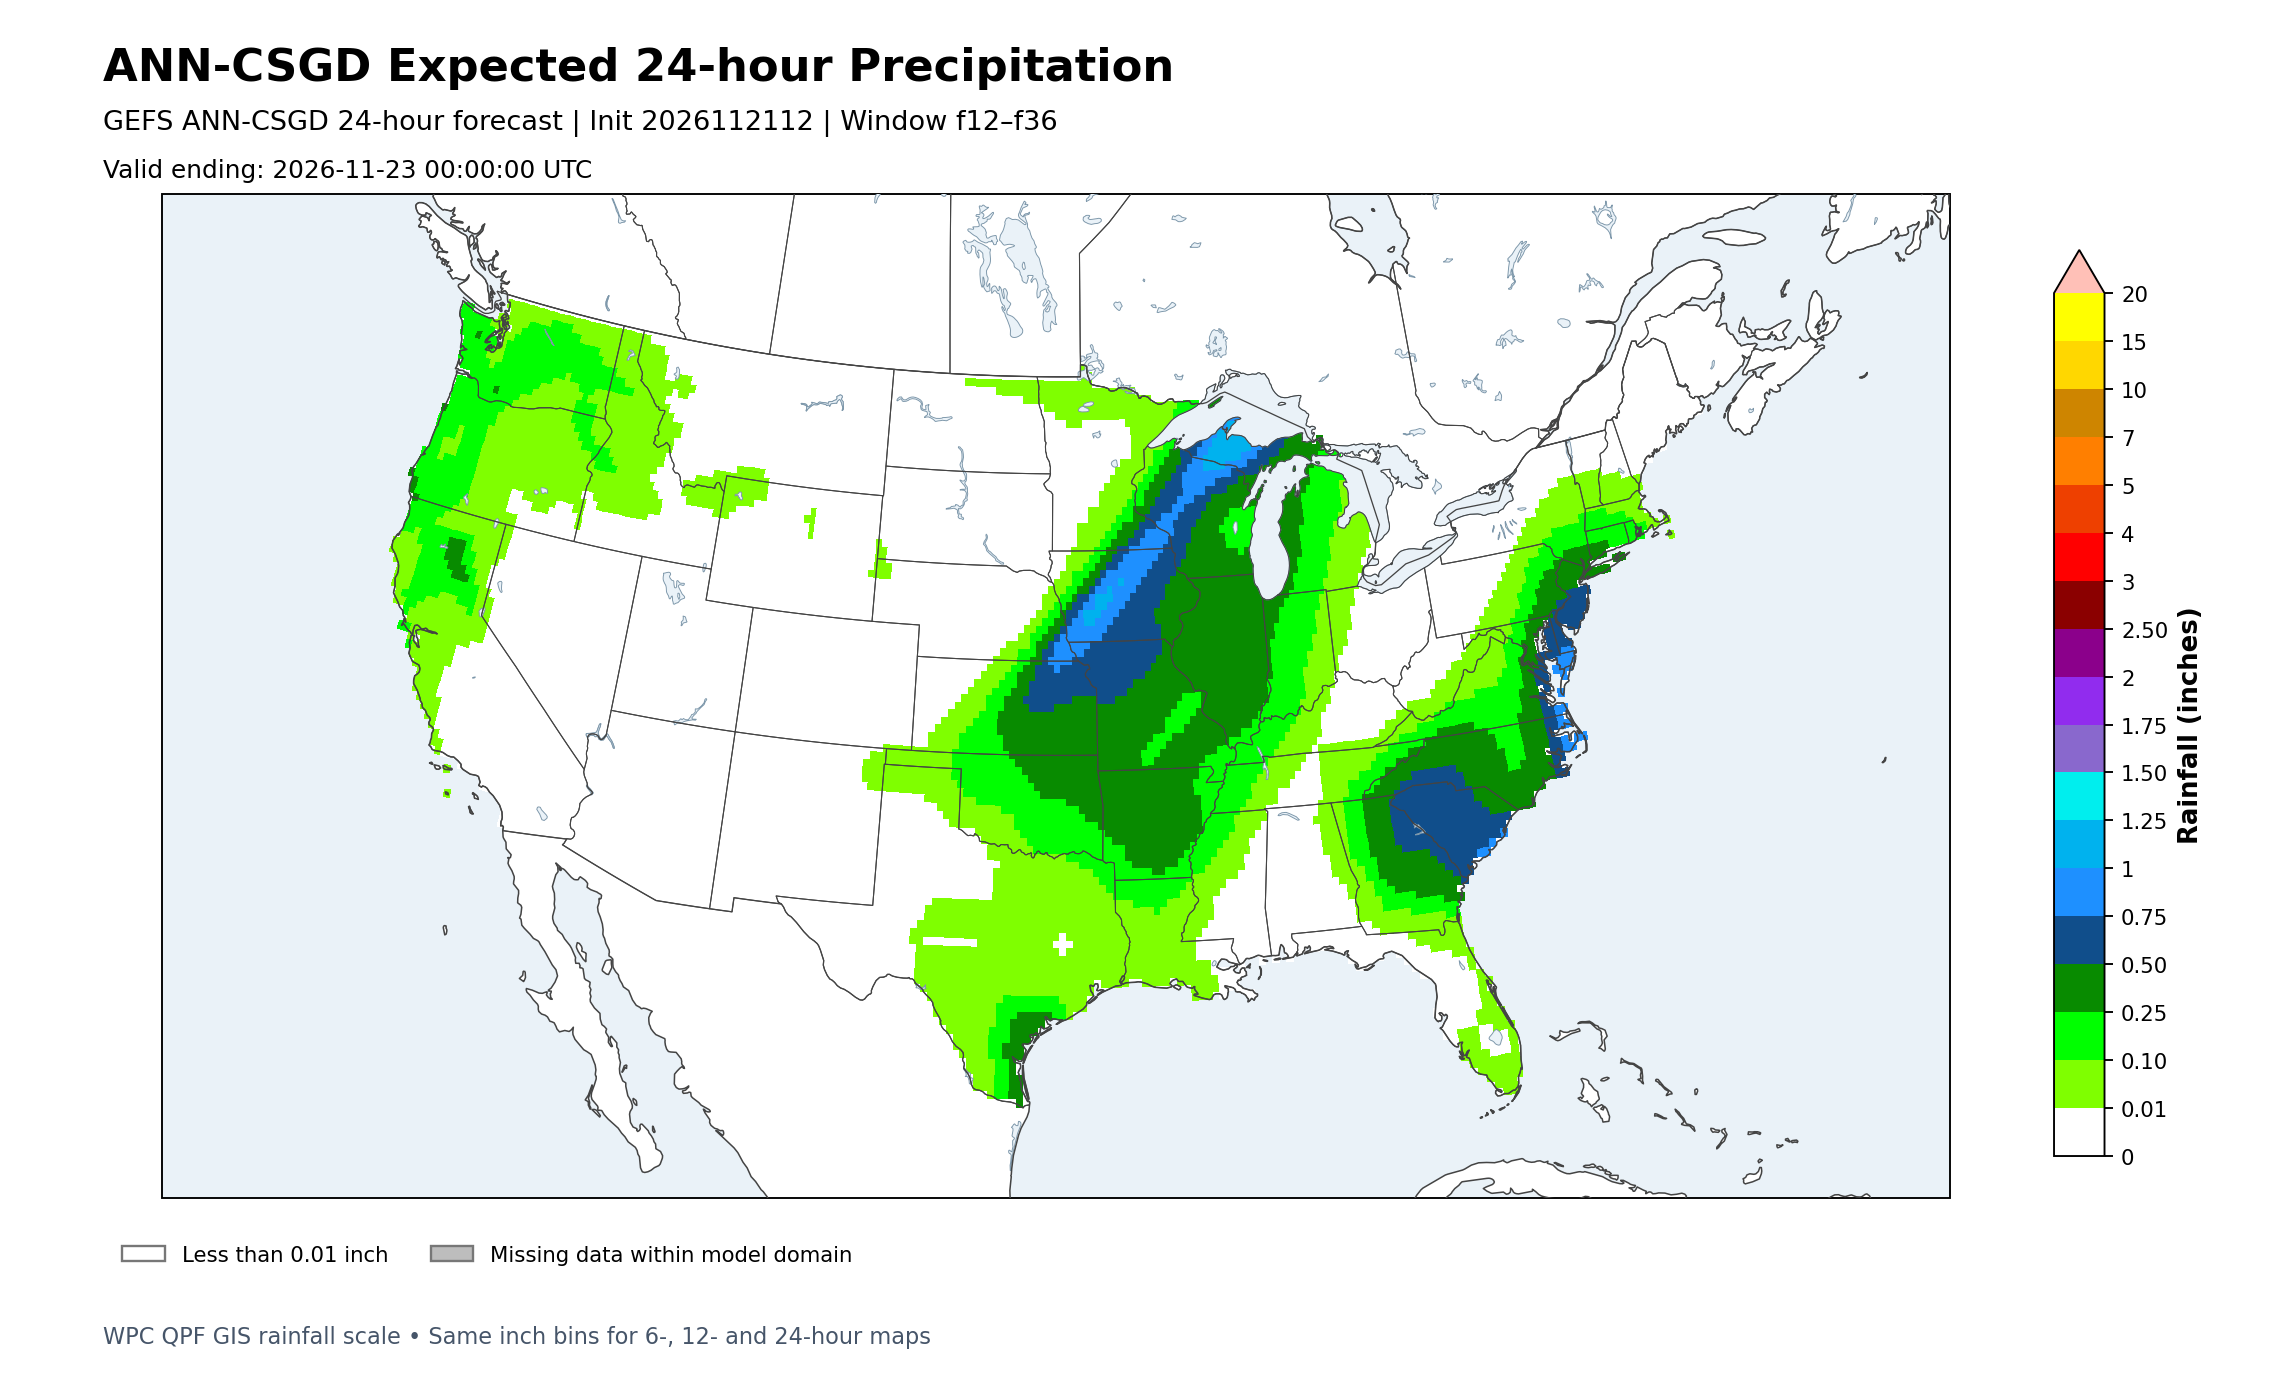 ANN-CSGD Expected 24-hour Precipitation
GEFS ANN-CSGD 24-hour forecast | Init 2026112112 | Window f12–f36
Valid ending: 2026-11-23 00:00:00 UTC
20
15
10
7
5
4
3
2.50
2
1.75
1.50
1.25
1
0.75
0.50
0.25
0.10
0.01
0
Rainfall (inches)
Less than 0.01 inch
Missing data within model domain
WPC QPF GIS rainfall scale • Same inch bins for 6-, 12- and 24-hour maps